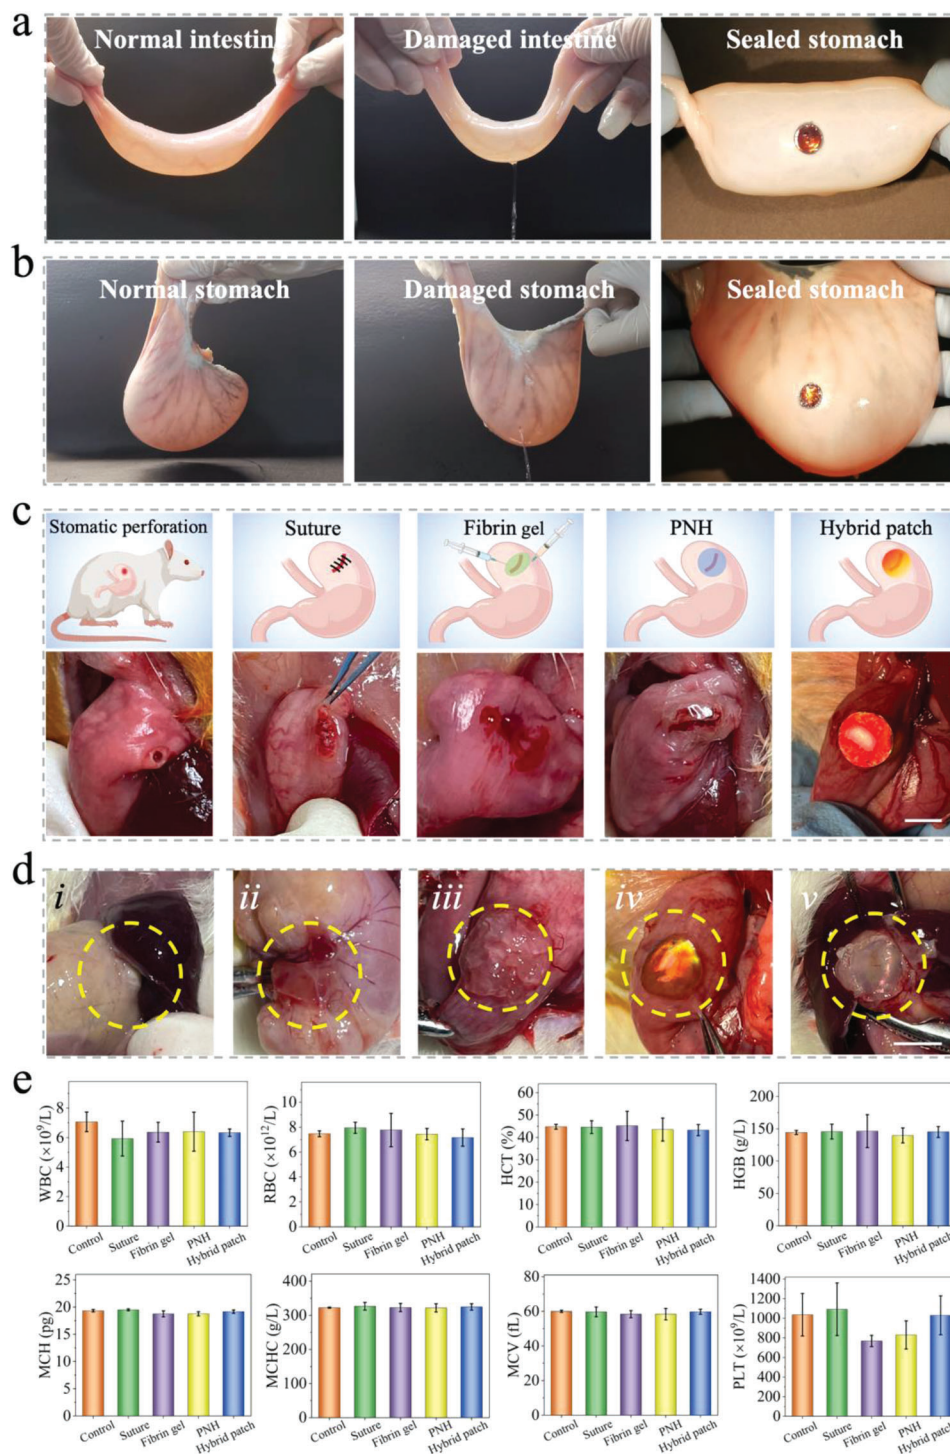 a
Normal intestine
Damaged intestine
Sealed stomach
b
Normal stomach
Damaged stomach
Sealed stomach
c
Stomatic perforation
Suture
Fibrin gel
PNH
Hybrid patch
d
i
ii
iii
iv
v
e
WBC (×10⁹/L)
8
6
4
2
0
Control
Suture
Fibrin gel
PNH
Hybrid patch
RBC (×10¹²/L)
10
8
6
4
2
0
Control
Suture
Fibrin gel
PNH
Hybrid patch
HCT (%)
60
50
40
30
20
10
0
Control
Suture
Fibrin gel
PNH
Hybrid patch
HGB (g/L)
200
150
100
50
0
Control
Suture
Fibrin gel
PNH
Hybrid patch
MCH (pg)
25
20
15
10
5
0
Control
Suture
Fibrin gel
PNH
Hybrid patch
MCHC (g/L)
400
300
200
100
0
Control
Suture
Fibrin gel
PNH
Hybrid patch
MCV (fL)
80
60
40
20
0
Control
Suture
Fibrin gel
PNH
Hybrid patch
PLT (×10⁹/L)
1400
1200
1000
800
600
400
200
0
Control
Suture
Fibrin gel
PNH
Hybrid patch